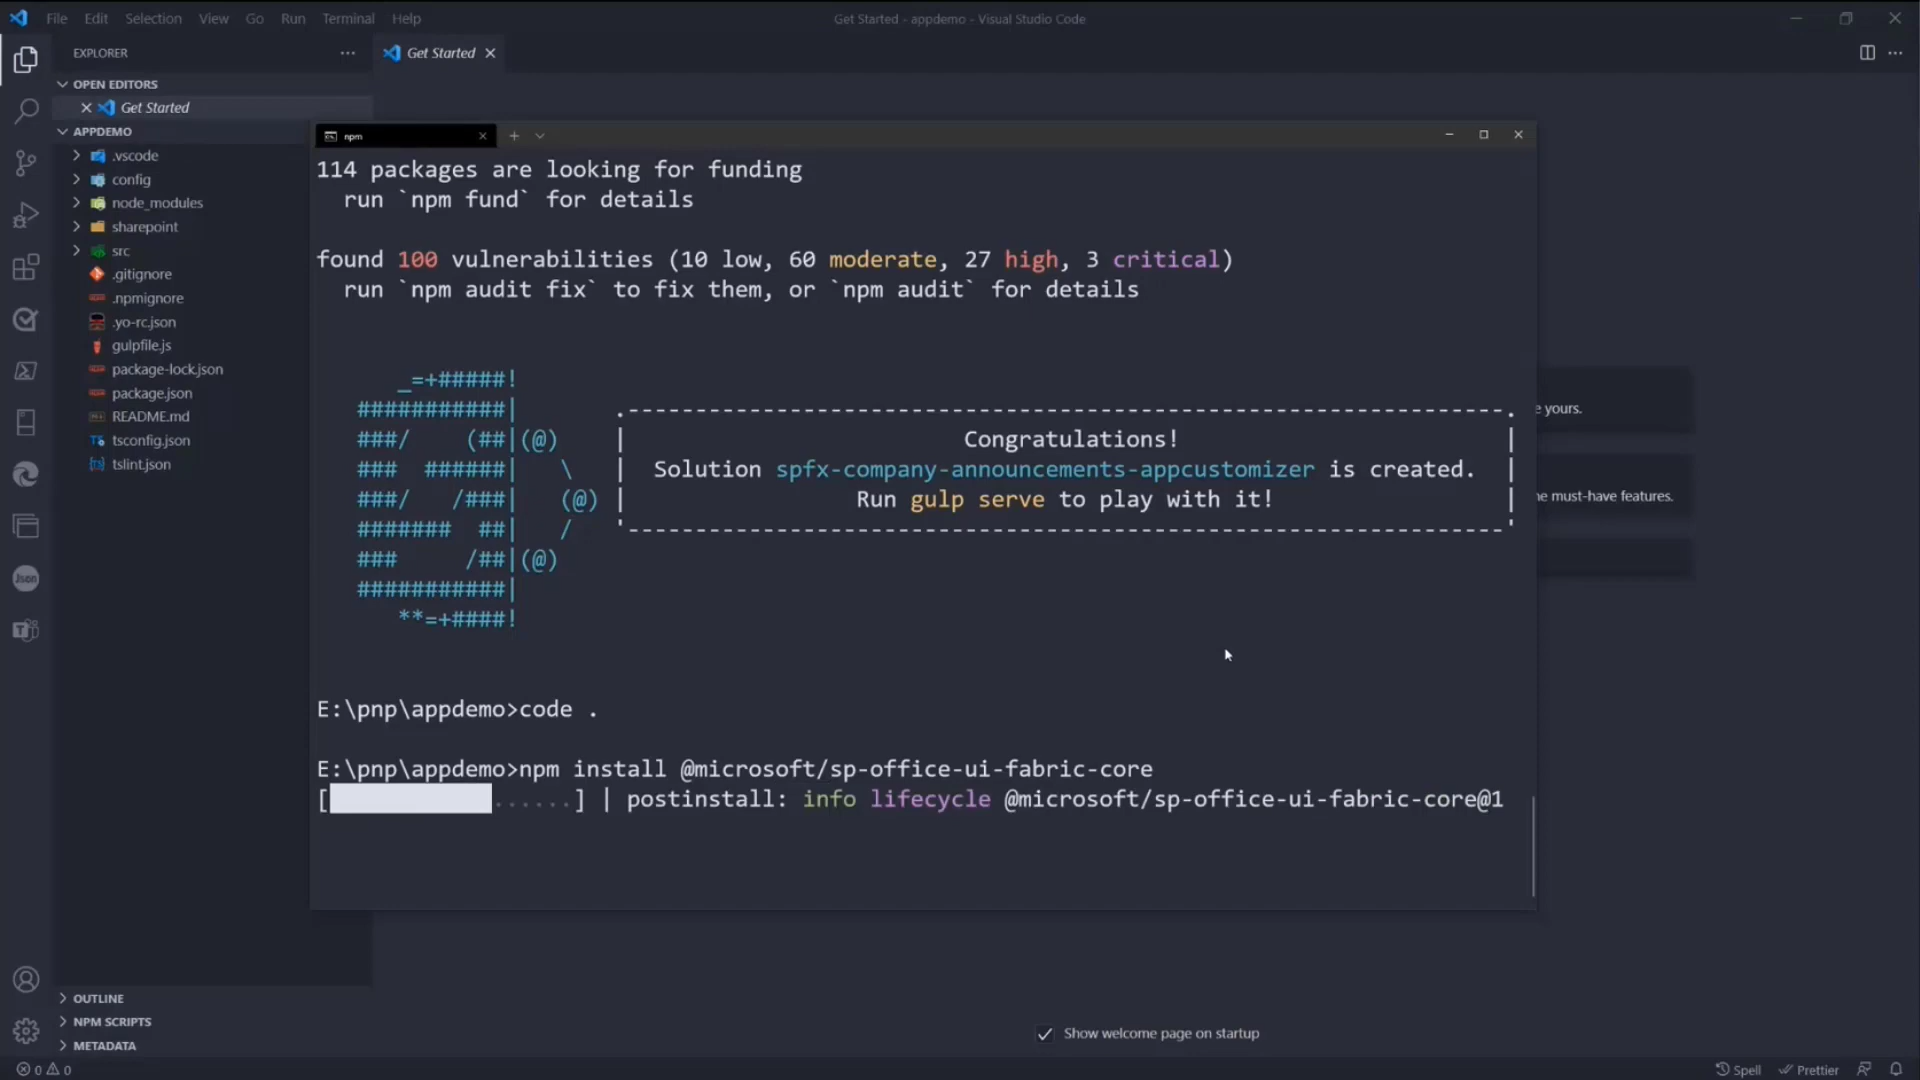 File Edit Selection View Go Run Terminal Help
Get Started - appdemo - Visual Studio Code
EXPLORER
Get Started
OPEN EDITORS
Get Started
APPDEMO
.vscode
config
node_modules
sharepoint
src
.gitignore
.npmignore
.yo-rc.json
gulpfile.js
package-lock.json
package.json
README.md
tsconfig.json
tslint.json
npm
114 packages are looking for funding
run `npm fund` for details
found 100 vulnerabilities (10 low, 60 moderate, 27 high, 3 critical)
run `npm audit fix` to fix them, or `npm audit` for details
_=+#####!
###########|
###/    (##|(@)
###  ######|   \
###/   /###|   (@)
#######  ##|   /
###     /##|(@)
###########|
**=+####!
Congratulations!
Solution spfx-company-announcements-appcustomizer is created.
Run gulp serve to play with it!
E:\pnp\appdemo>code .
E:\pnp\appdemo>npm install @microsoft/sp-office-ui-fabric-core
[ ......] | postinstall: info lifecycle @microsoft/sp-office-ui-fabric-core@1
e yours.
he must-have features.
OUTLINE
NPM SCRIPTS
METADATA
Show welcome page on startup
0 0
Spell Prettier
Json
T